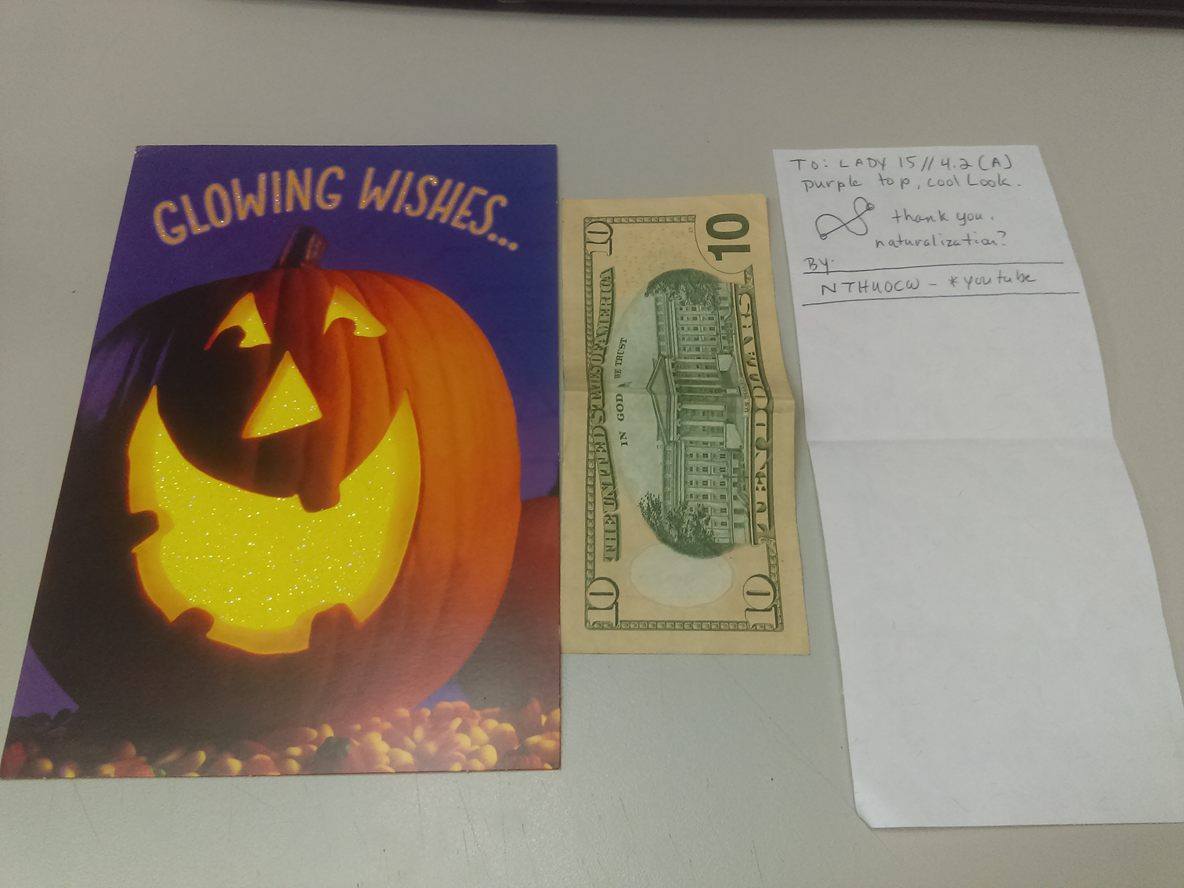 GLOWING WISHES...
10
THE UNITED STATES OF AMERICA
IN GOD WE TRUST
TEN DOLLARS
10
10
10
To: LADY 15//4.2 (A)
purple top, cool Look.
thank you.
naturalization?
BY:
NTHUOCW - *youtube